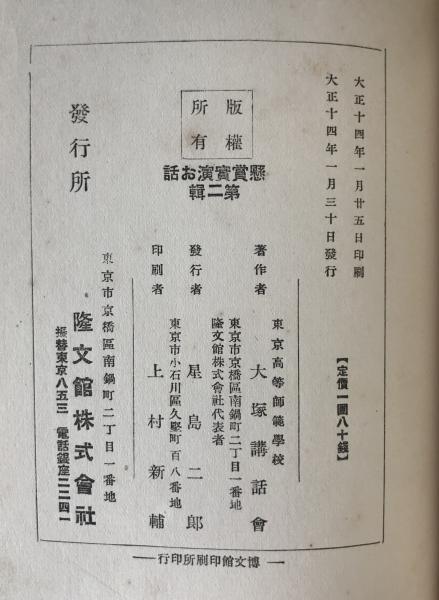 大正十四年一月廿五日印刷
大正十四年一月三十日發行
【定價一圓八十錢】
版權
所有
懸賞實演お話
第二輯
著作者
東京高等師範學校
大塚講話會
東京市京橋區南鍋町二丁目一番地
隆文館株式會社代表者
發行者
星島二郎
東京市小石川區久堅町百八番地
印刷者
上村新輔
發行所
東京市京橋區南鍋町二丁目一番地
隆文館株式會社
振替東京八五三 電話銀座二二四一
博文館印刷所印行